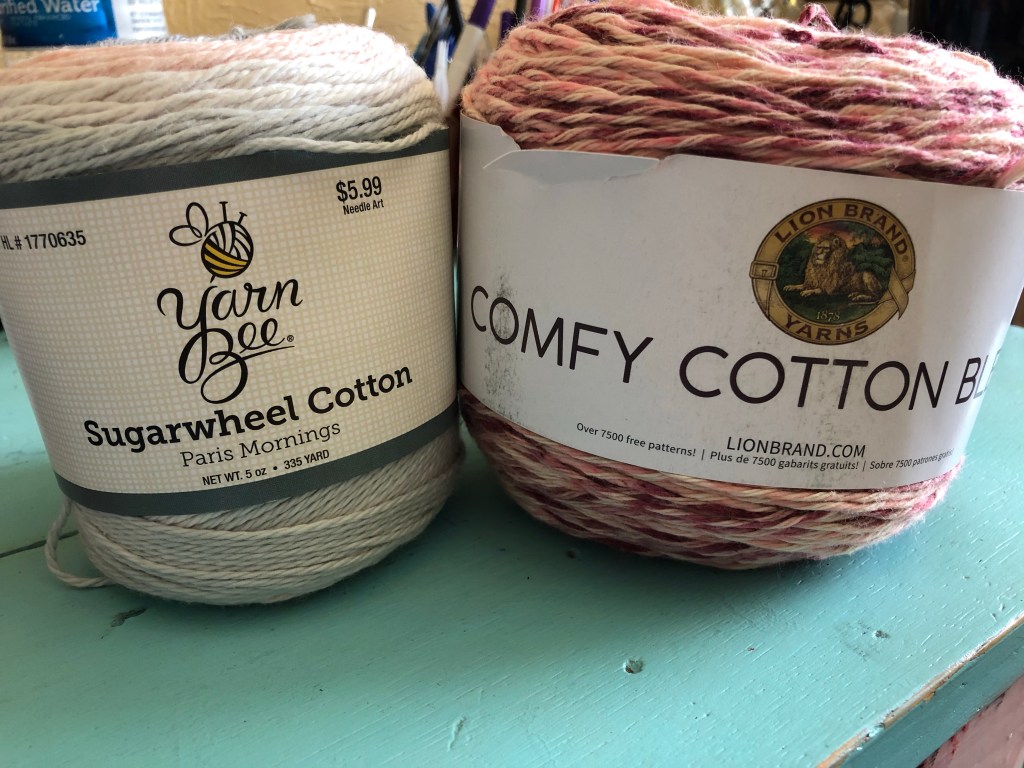 Water
HL# 1770635
$5.99
Needle Art
Yarn
Bee®
Sugarwheel Cotton
Paris Mornings
NET WT. 5 oz • 335 YARD
LION BRAND®
1878
YARNS
COMFY COTTON BL
LIONBRAND.COM
Over 7500 free patterns! | Plus de 7500 gabarits gratuits! | Sobre 7500 patrones